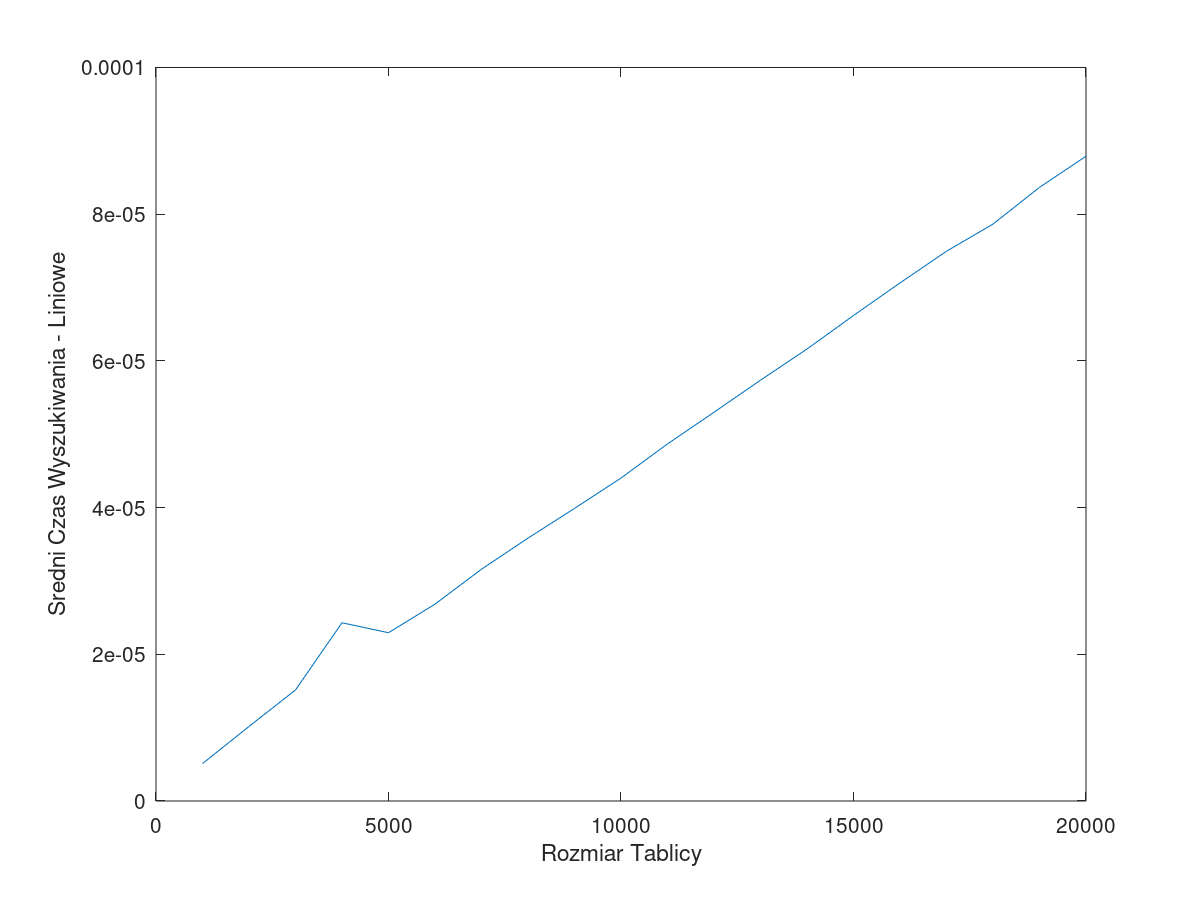 0.0001
8e-05
6e-05
4e-05
2e-05
0
Sredni Czas Wyszukiwania - Liniowe
0 5000 10000 15000 20000
Rozmiar Tablicy